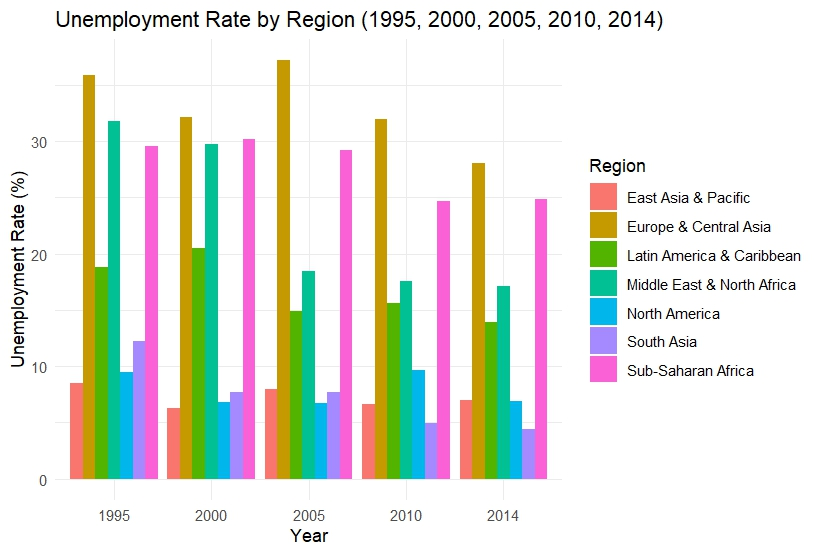 Unemployment Rate by Region (1995, 2000, 2005, 2010, 2014)
Unemployment Rate (%)
30
20
10
0
1995 2000 2005 2010 2014
Year
Region
East Asia & Pacific
Europe & Central Asia
Latin America & Caribbean
Middle East & North Africa
North America
South Asia
Sub-Saharan Africa